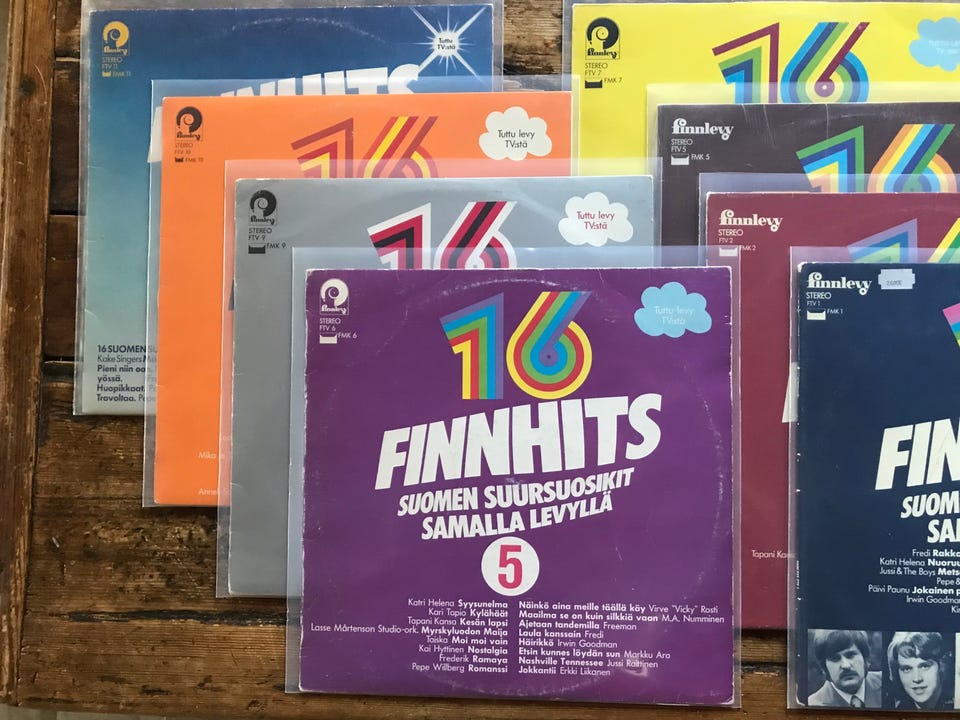 finnlevy
STEREO
FTV 11
FMK 11
Tuttu
TV:stä
16 SUOMEN
Kake Singers
Pieni niin
yössä.
Huopikkaat.
Travoltaa.
finnlevy
STEREO
FTV 10
FMK 10
16
Tuttu levy
TV:stä
Mika
finnlevy
STEREO
FTV 9
FMK 9
16
Tuttu levy
TV:stä
finnlevy
STEREO
FTV 6
FMK 6
16
Tuttu levy
TV:stä
FINNHITS
SUOMEN SUURSUOSIKIT
SAMALLA LEVYLLÄ
5
Katri Helena Syysunelma
Kari Tapio Kylähäät
Tapani Kansa Kesän lapsi
Lasse Mårtenson Studio-ork. Myrskyluodon Maija
Taiska Moi moi vain
Kai Hyttinen Nostalgia
Frederik Ramaya
Pepe Willberg Romanssi
Näinkö aina meille täällä käy Virve "Vicky" Rosti
Maailma se on kuin silkkiä vaan M.A. Numminen
Ajetaan tandemilla Freeman
Laula kanssain Fredi
Häirikkö Irwin Goodman
Etsin kunnes löydän sun Markku Aro
Nashville Tennessee Jussi Raittinen
Jokkantii Erkki Liikanen
finnlevy
STEREO
FTV 7
FMK 7
16
finnlevy
STEREO
FTV 5
FMK 5
16
finnlevy
STEREO
FTV 2
FMK 2
Tapani
finnlevy
STEREO
FTV 1
FMK 1
FIN
SUOM
SA
Fredi Rakka
Katri Helena Nuoruu
Jussi & The Boys Mets
Pepe &
Päivi Paunu Jokainen p
Irwin Goodma